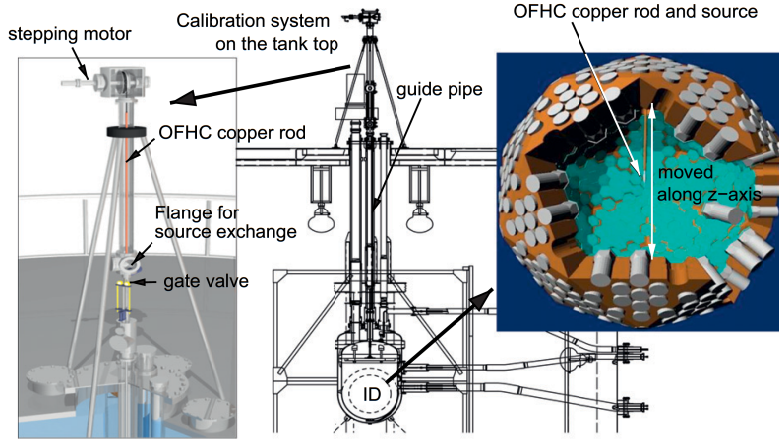 Calibration system
on the tank top
stepping motor
OFHC copper rod
Flange for
source exchange
gate valve
guide pipe
ID
OFHC copper rod and source
moved
along z-axis